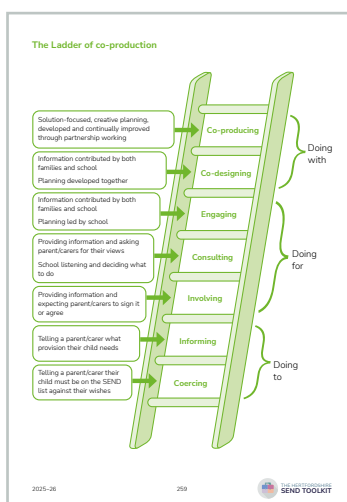 The Ladder of co-production
Solution-focused, creative planning,
developed and continually improved
through partnership working
Co-producing
Information contributed by both
families and school
Planning developed together
Co-designing
Doing
with
Information contributed by both
families and school
Planning led by school
Engaging
Providing information and asking
parent/carers for their views
School listening and deciding what
to do
Consulting
Doing
for
Providing information and
expecting parent/carers to sign it
or agree
Involving
Telling a parent/carer what
provision their child needs
Informing
Telling a parent/carer their
child must be on the SEND
list against their wishes
Coercing
Doing
to
2025-26
259
THE HERTFORDSHIRE
SEND TOOLKIT